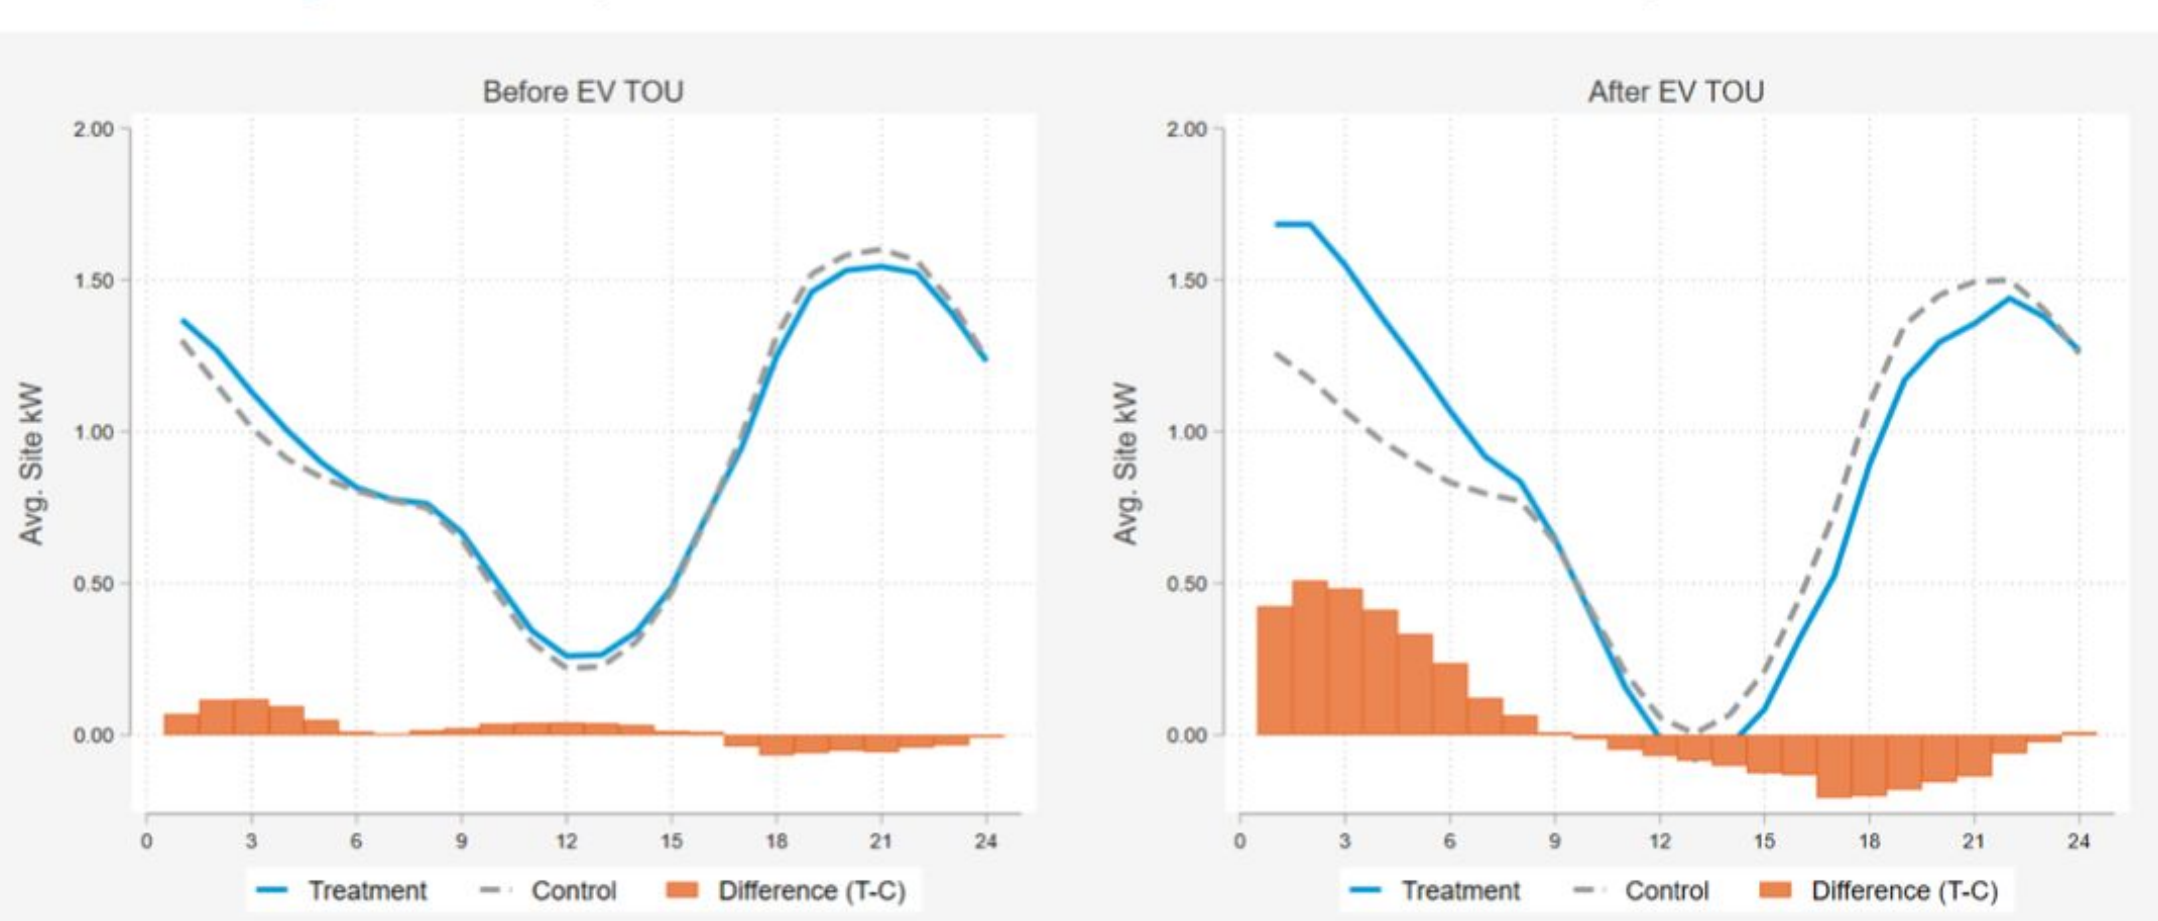 Before EV TOU
2.00
1.50
1.00
0.50
0.00
Avg. Site kW
0 3 6 9 12 15 18 21 24
Treatment Control Difference (T-C)
After EV TOU
2.00
1.50
1.00
0.50
0.00
Avg. Site kW
0 3 6 9 12 15 18 21 24
Treatment Control Difference (T-C)